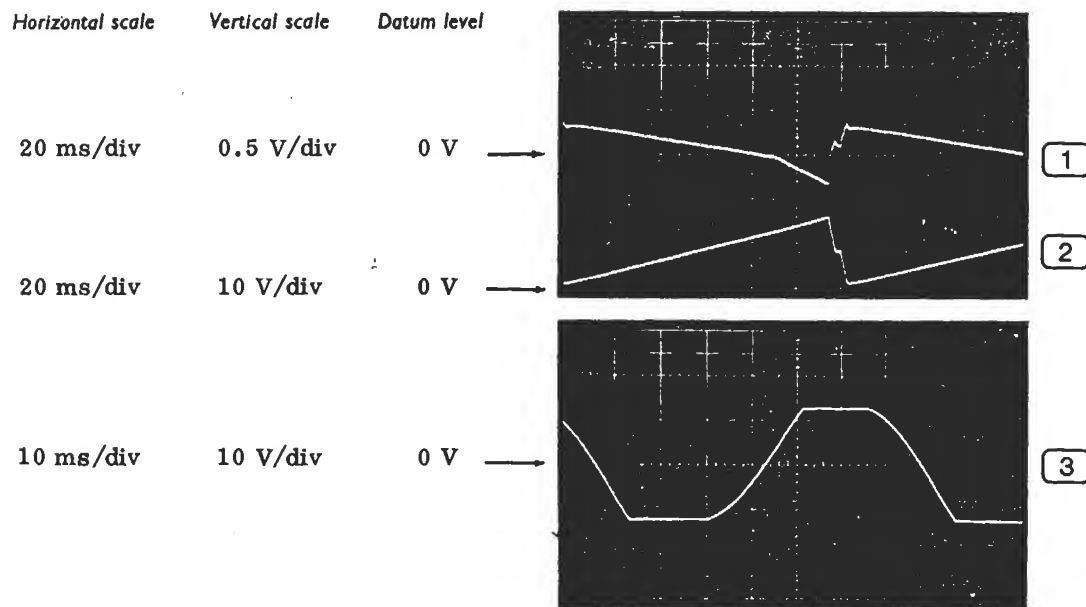 Horizontal scale Vertical scale Datum level
20 ms/div 0.5 V/div 0 V
1
2
20 ms/div 10 V/div 0 V
10 ms/div 10 V/div 0 V
3